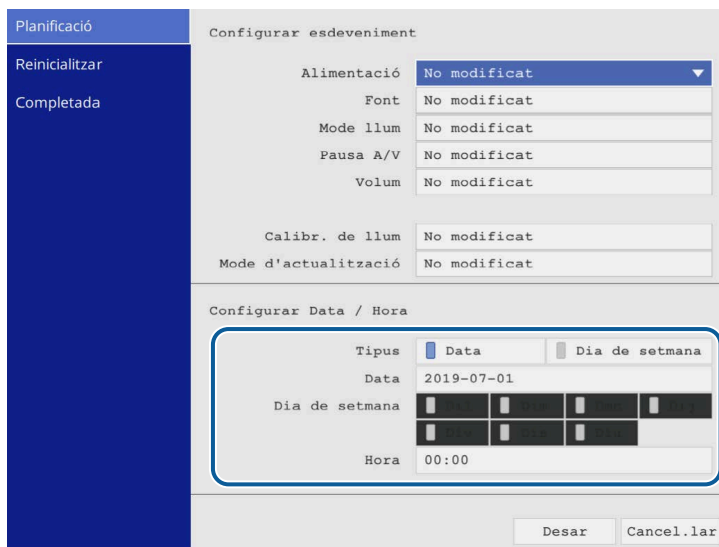 Planificació
Reinicialitzar
Completada
Configurar esdeveniment
Alimentació No modificat
Font No modificat
Mode llum No modificat
Pausa A/V No modificat
Volum No modificat
Calibr. de llum No modificat
Mode d'actualització No modificat
Configurar Data / Hora
Tipus Data Dia de setmana
Data 2019-07-01
Dia de setmana
Hora 00:00
Desar Cancel.lar